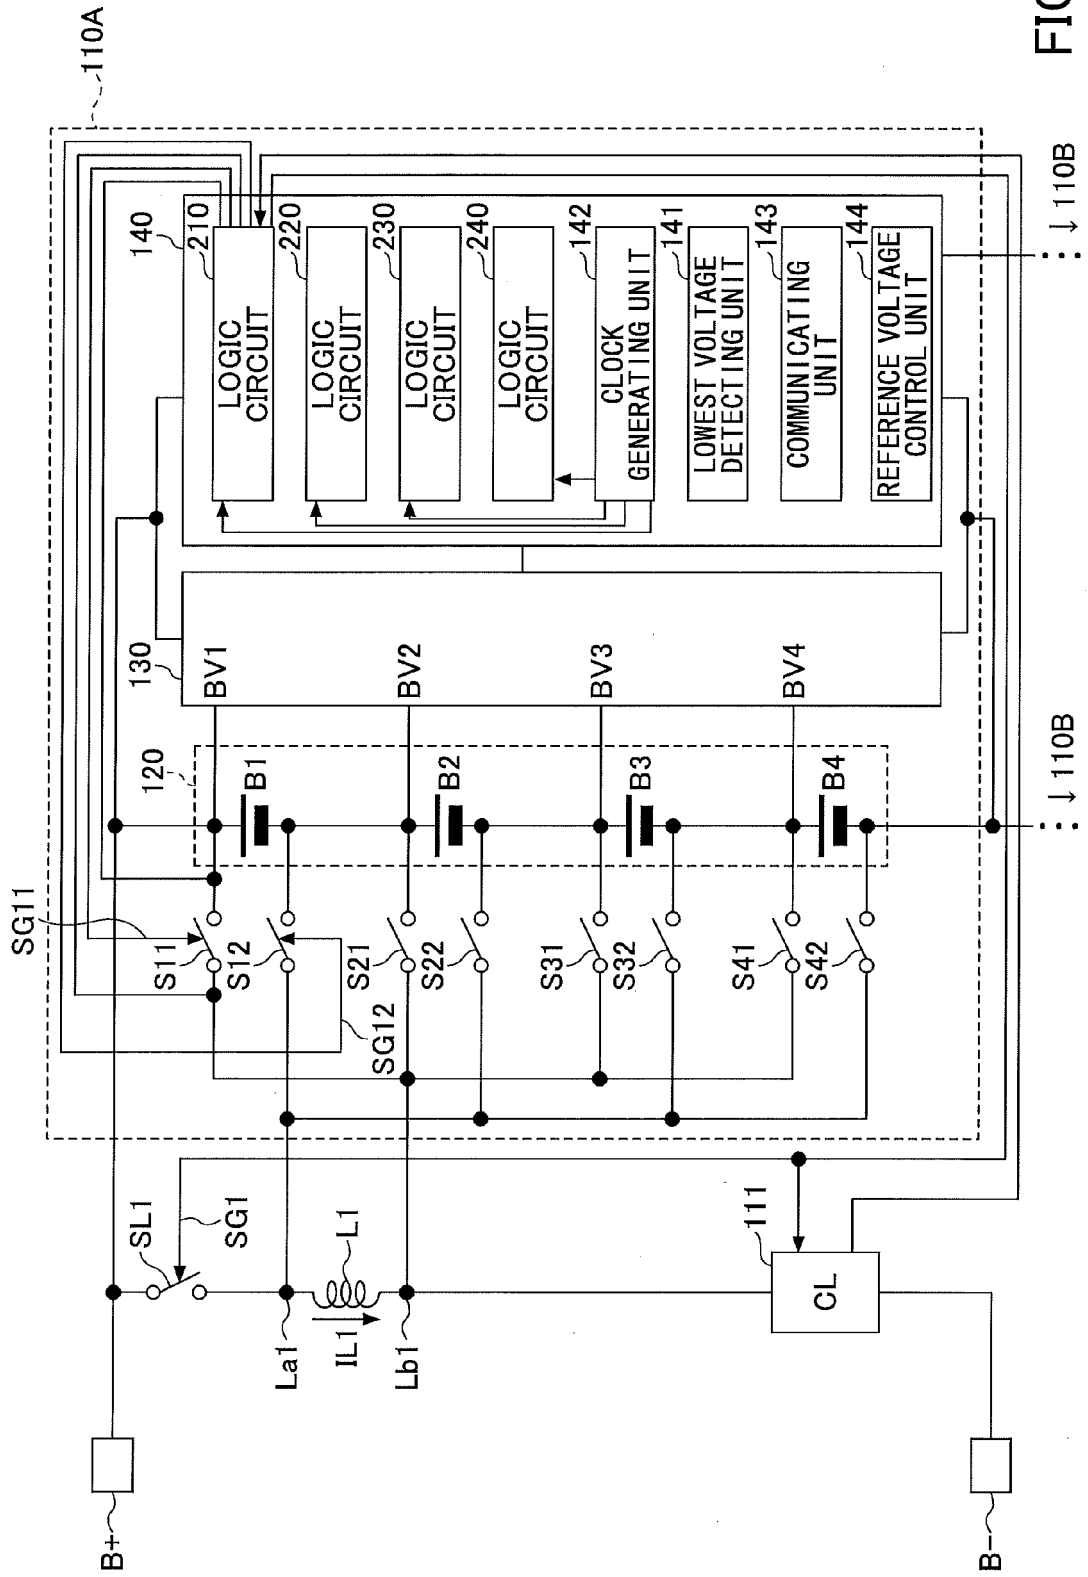 FIG
110A
140
210
LOGIC
CIRCUIT
220
LOGIC
CIRCUIT
230
LOGIC
CIRCUIT
240
LOGIC
CIRCUIT
142
CLOCK
GENERATING UNIT
141
LOWEST VOLTAGE
DETECTING UNIT
143
COMMUNICATING
UNIT
144
REFERENCE VOLTAGE
CONTROL UNIT
↓110B
130
BV1
BV2
BV3
BV4
120
B1
B2
B3
B4
↓110B
SG11
S11
S12
S21
S22
S31
S32
S41
S42
SG12
SL1
SG1
L1
La1
IL1
Lb1
111
CL
B+
B−